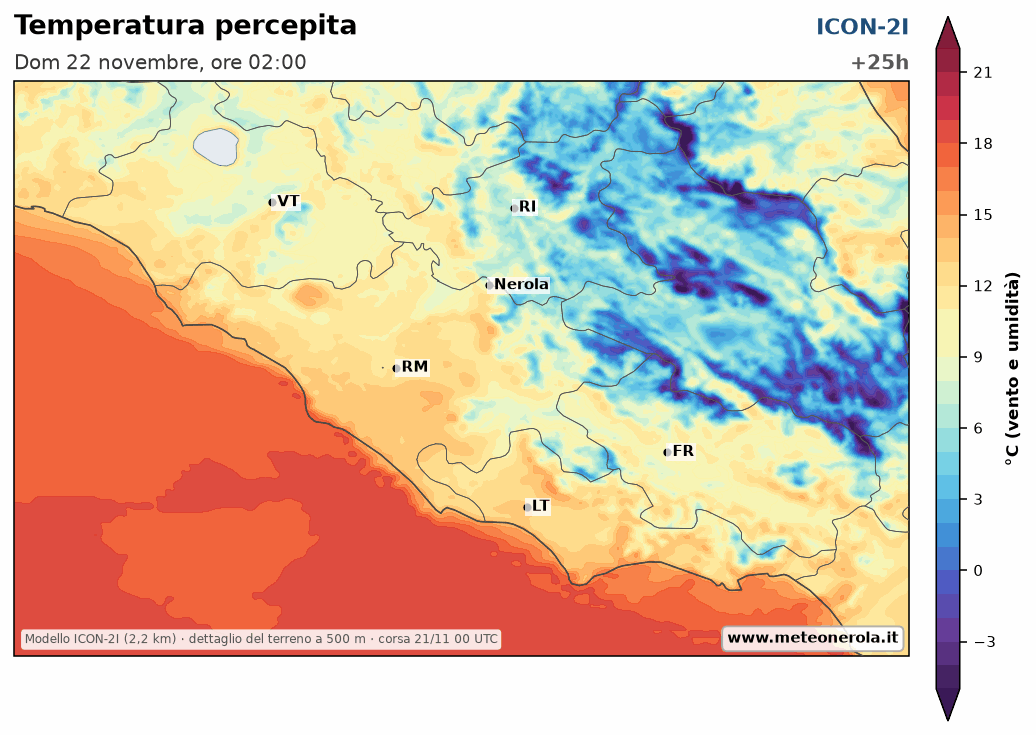 Temperatura percepita
ICON-2I
Dom 22 novembre, ore 02:00
+25h
21
18
15
12
9
6
3
0
−3
°C (vento e umidità)
VT
RI
Nerola
RM
FR
LT
Modello ICON-2I (2,2 km) · dettaglio del terreno a 500 m · corsa 21/11 00 UTC
www.meteonerola.it